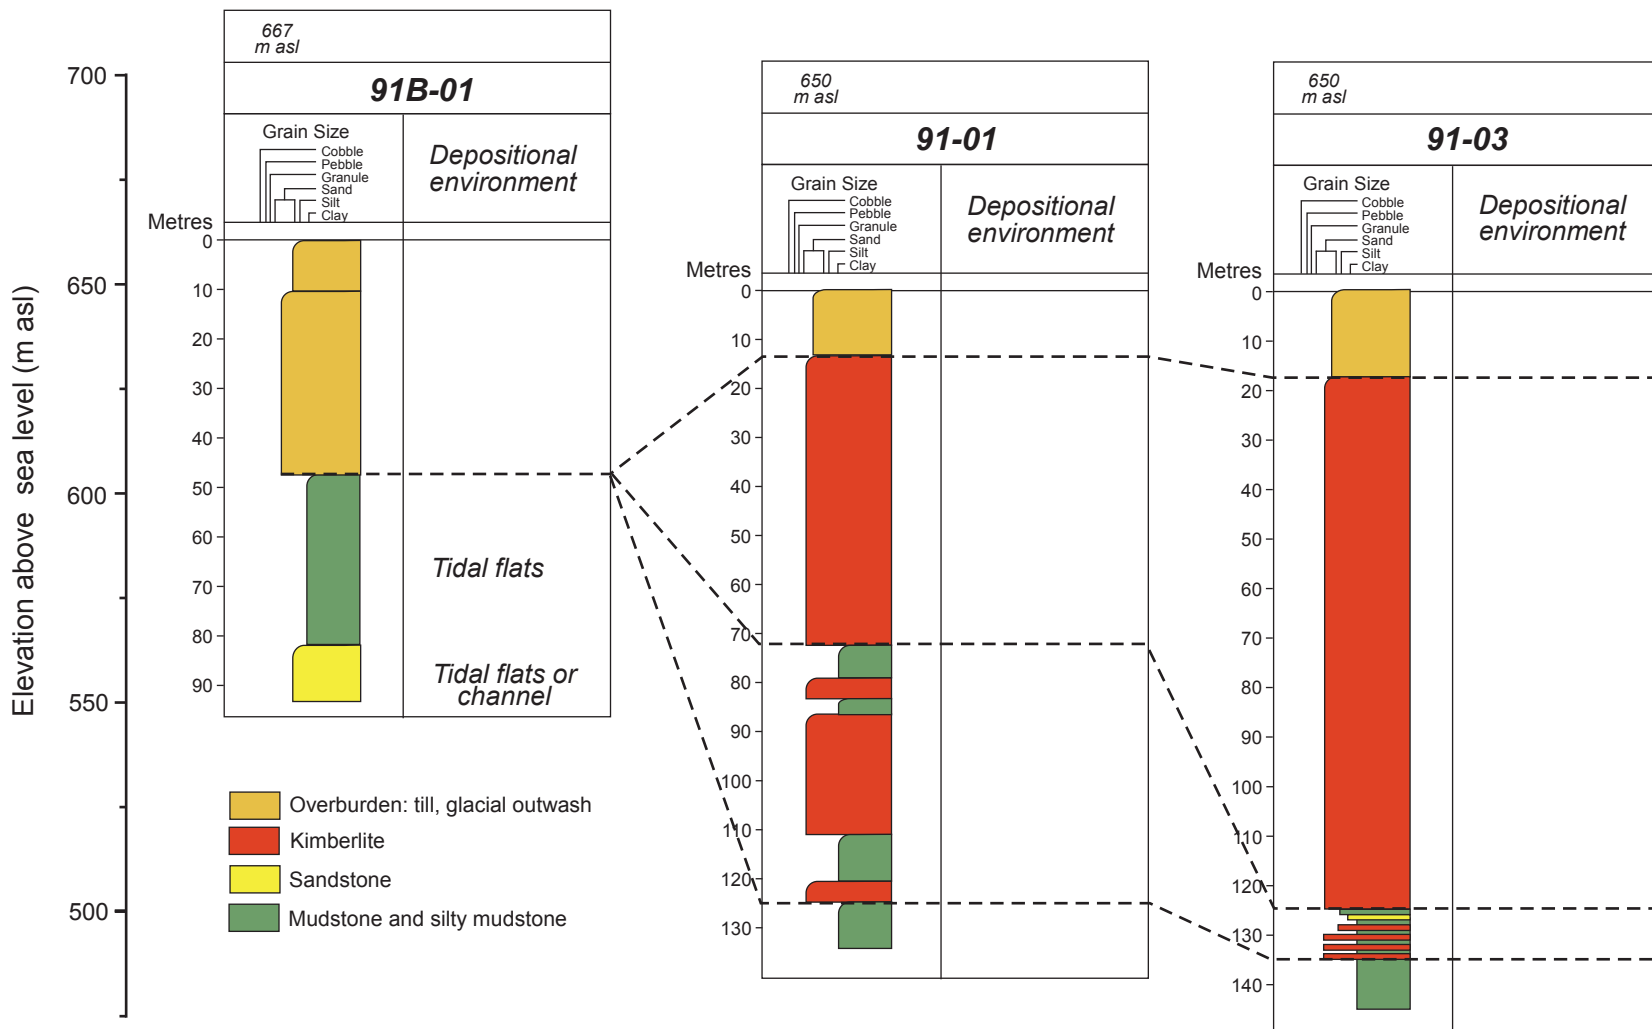 Elevation above sea level (m asl)
700
650
600
550
500
667
m asl
91B-01
Grain Size
Cobble
Pebble
Granule
Sand
Silt
Clay
Depositional
environment
Metres
0
10
20
30
40
50
60
70
80
90
Tidal flats
Tidal flats or
channel
Overburden: till, glacial outwash
Kimberlite
Sandstone
Mudstone and silty mudstone
650
m asl
91-01
Grain Size
Cobble
Pebble
Granule
Sand
Silt
Clay
Depositional
environment
Metres
0
10
20
30
40
50
60
70
80
90
100
110
120
130
650
m asl
91-03
Grain Size
Cobble
Pebble
Granule
Sand
Silt
Clay
Depositional
environment
Metres
0
10
20
30
40
50
60
70
80
90
100
110
120
130
140